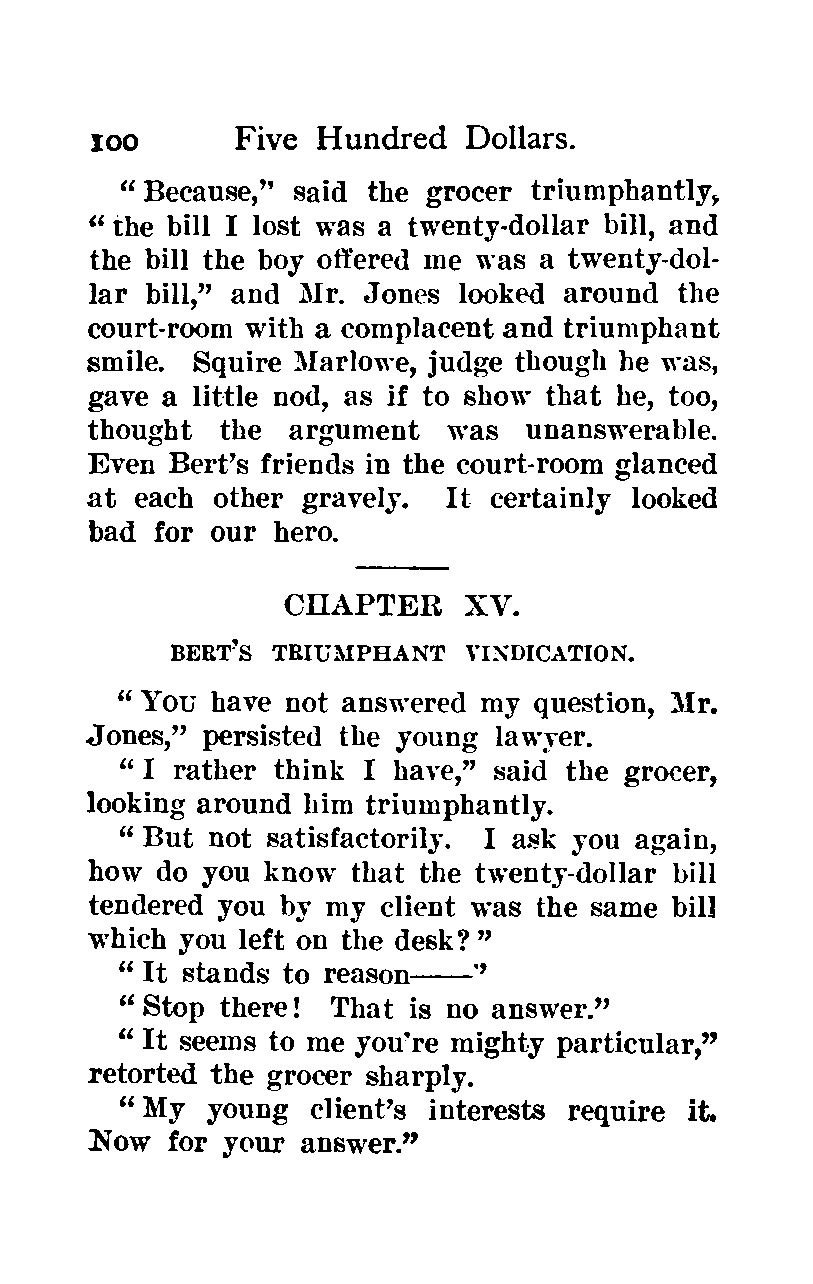 100 Five Hundred Dollars.
“Because,” said the grocer triumphantly,
“the bill I lost was a twenty-dollar bill, and
the bill the boy offered me was a twenty-dol-
lar bill,” and Mr. Jones looked around the
court-room with a complacent and triumphant
smile. Squire Marlowe, judge though he was,
gave a little nod, as if to show that he, too,
thought the argument was unanswerable.
Even Bert’s friends in the court-room glanced
at each other gravely. It certainly looked
bad for our hero.
CHAPTER XV.
BERT’S TRIUMPHANT VINDICATION.
“YOU have not answered my question, Mr.
Jones,” persisted the young lawyer.
“I rather think I have,” said the grocer,
looking around him triumphantly.
“But not satisfactorily. I ask you again,
how do you know that the twenty-dollar bill
tendered you by my client was the same bill
which you left on the desk?”
“It stands to reason——”
“Stop there! That is no answer.”
“It seems to me you’re mighty particular,”
retorted the grocer sharply.
“My young client’s interests require it.
Now for your answer.”